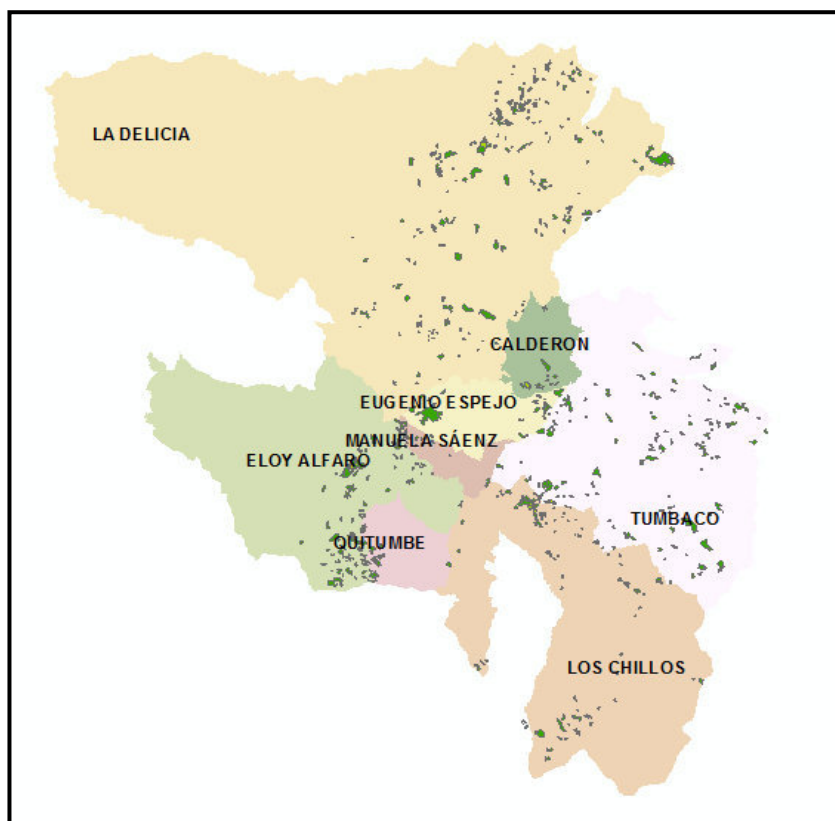 LA DELICIA
CALDERON
EUGENIO ESPEJO
MANUELA SÁENZ
ELOY ALFARO
TUMBACO
QUITUMBE
LOS CHILLOS